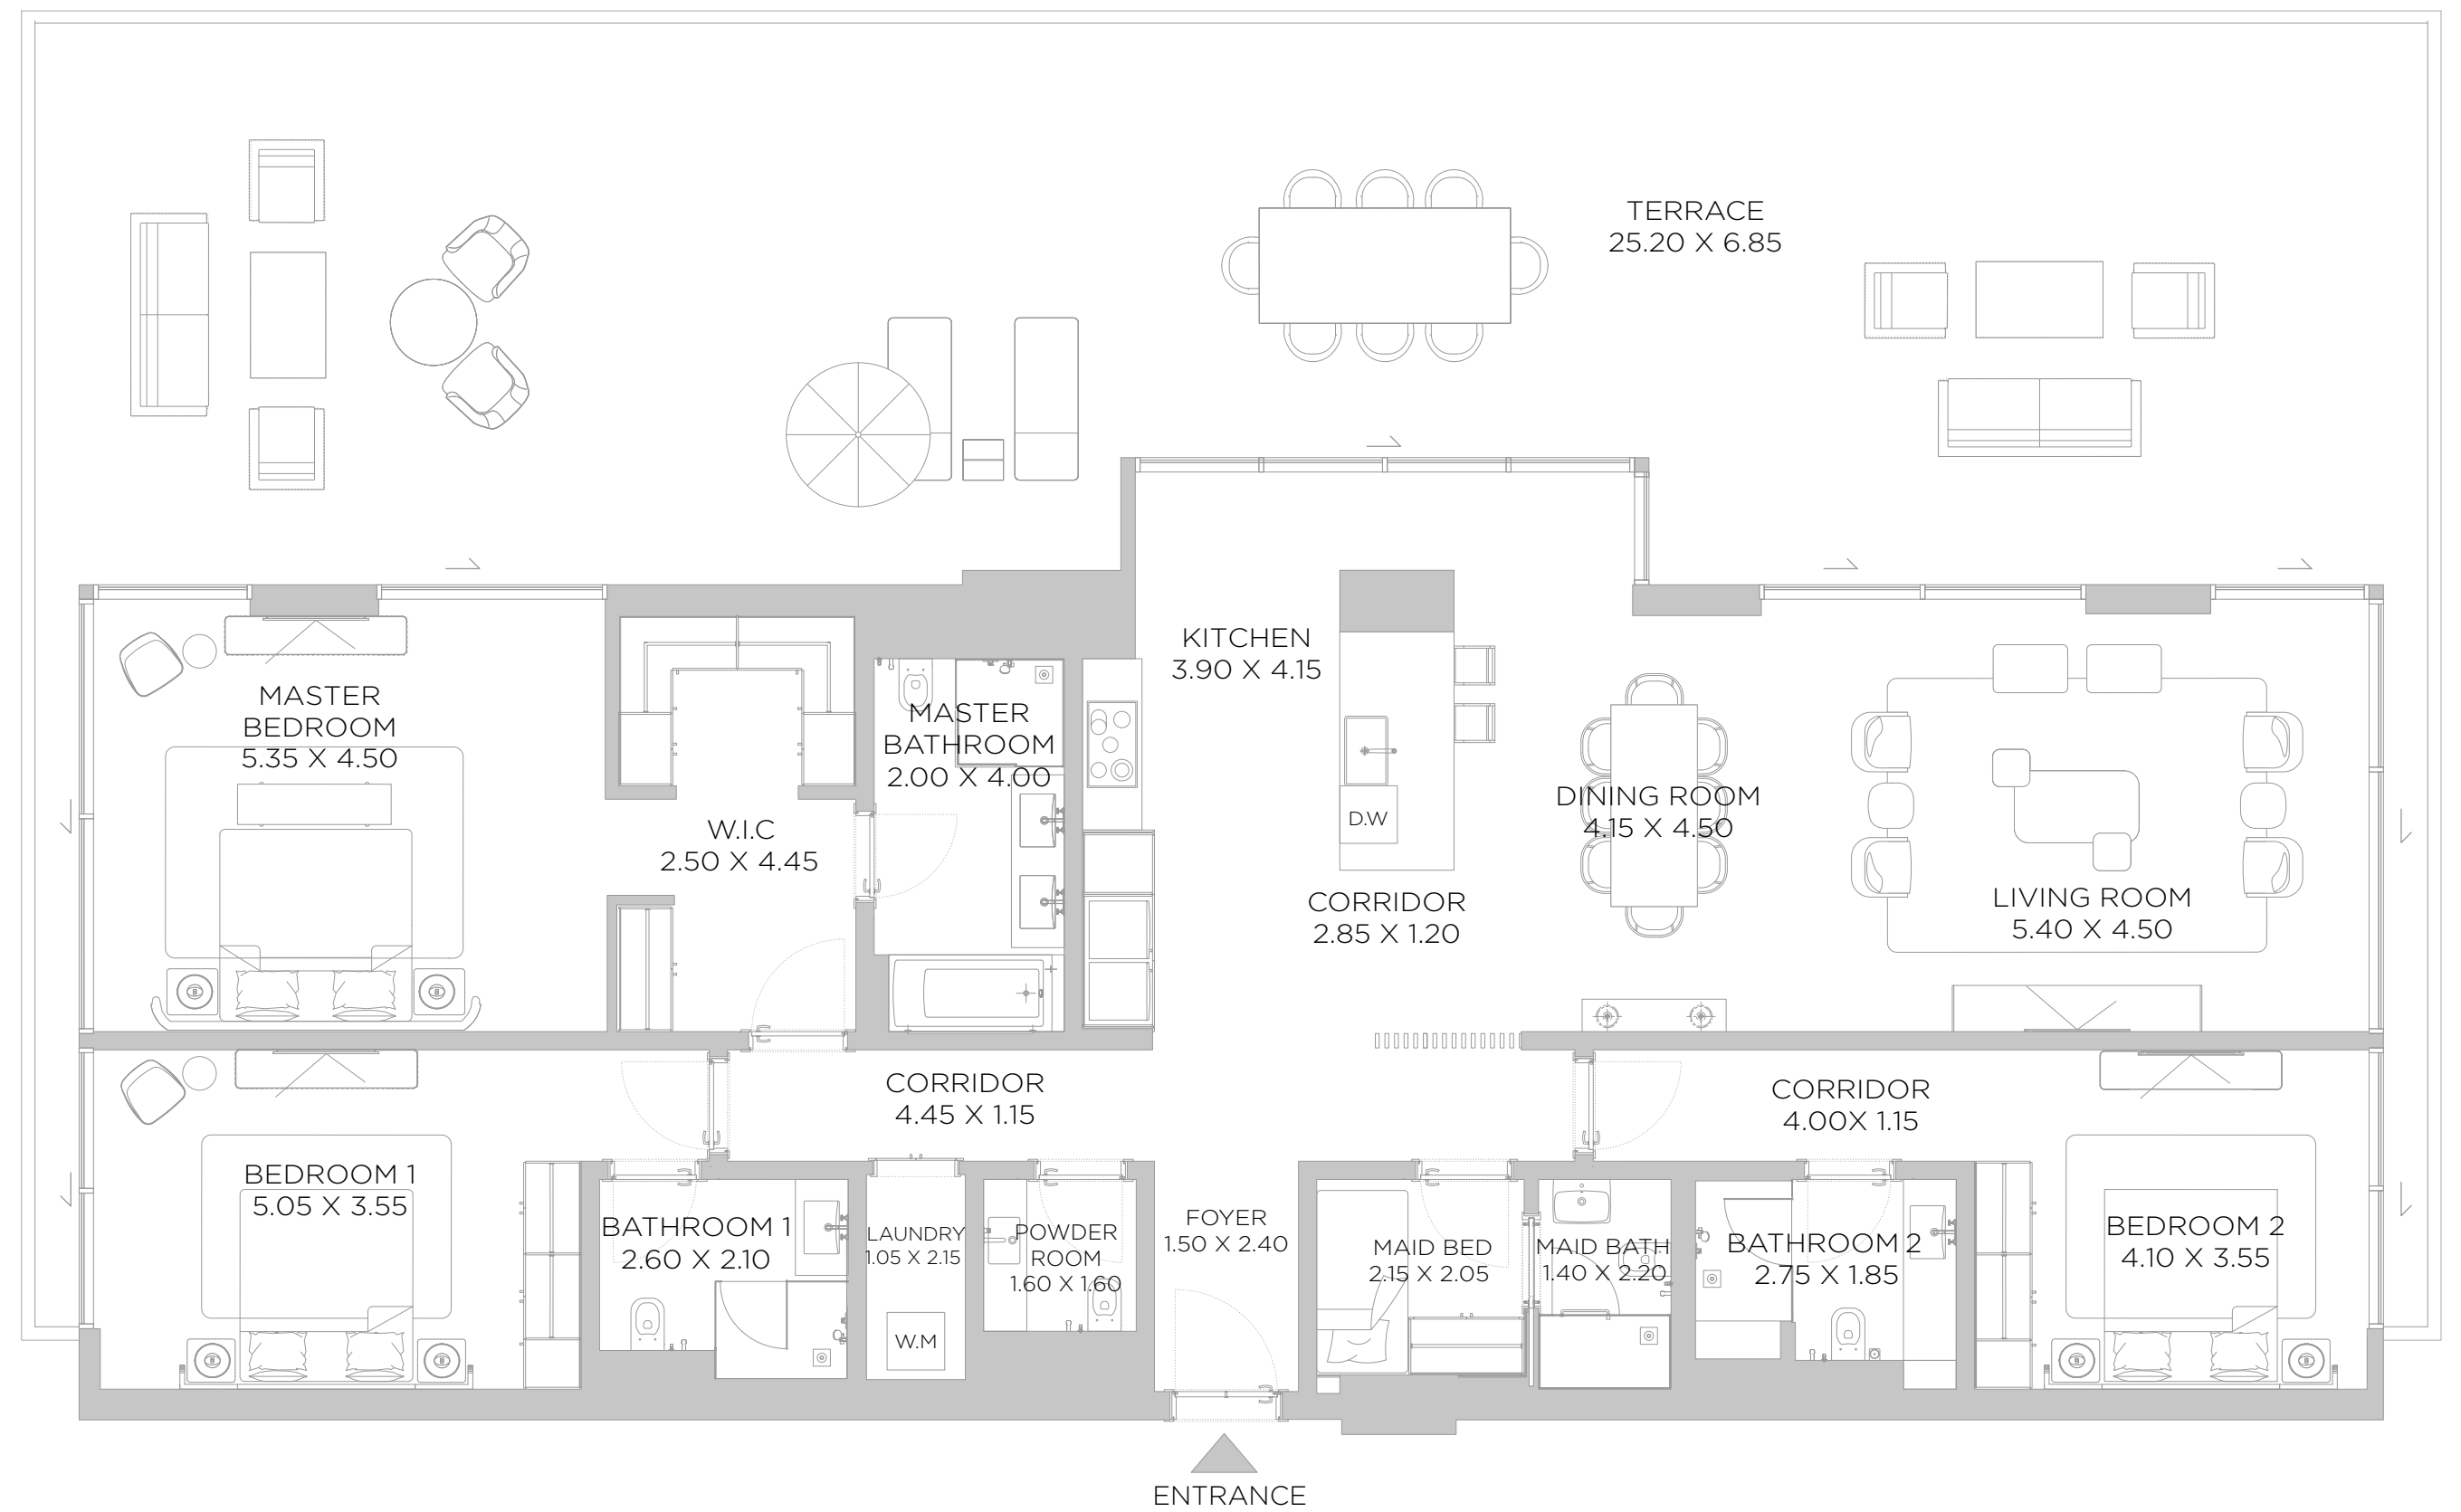 TERRACE
25.20 X 6.85
KITCHEN
3.90 X 4.15
MASTER
BEDROOM
5.35 X 4.50
MASTER
BATHROOM
2.00 X 4.00
W.I.C
2.50 X 4.45
D.W
DINING ROOM
4.15 X 4.50
CORRIDOR
2.85 X 1.20
LIVING ROOM
5.40 X 4.50
CORRIDOR
4.45 X 1.15
CORRIDOR
4.00X 1.15
BEDROOM 1
5.05 X 3.55
BATHROOM 1
2.60 X 2.10
LAUNDRY
1.05 X 2.15
W.M
POWDER
ROOM
1.60 X 1.60
FOYER
1.50 X 2.40
MAID BED
2.15 X 2.05
MAID BATH
1.40 X 2.20
BATHROOM 2
2.75 X 1.85
BEDROOM 2
4.10 X 3.55
ENTRANCE